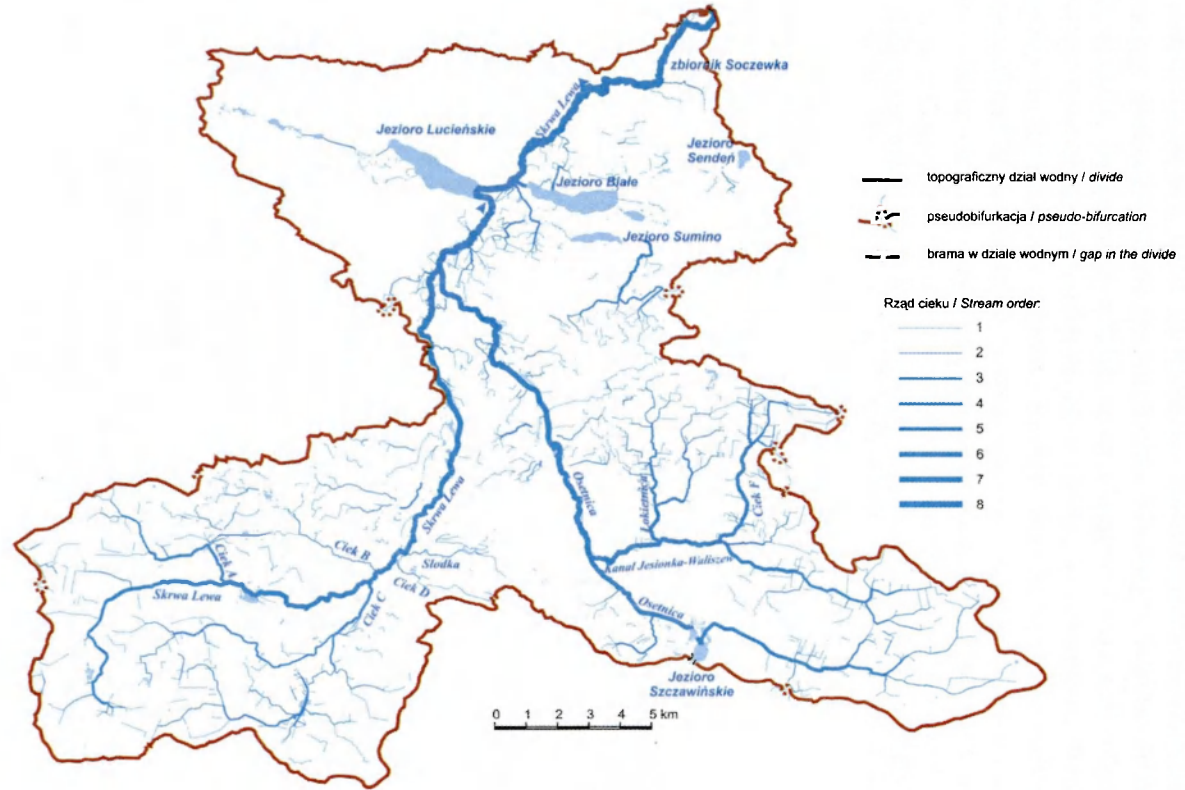 zbiornik Soczewka
Skrwa Lewa
Jezioro Lucieńskie
Jezioro
Sendeń
Jezioro Białe
Jezioro Sumino
topograficzny dział wodny / divide
pseudobifurkacja / pseudo-bifurcation
brama w dziale wodnym / gap in the divide
Rząd cieku / Stream order:
1
2
3
4
5
6
7
8
Osetnica
Łokietnica
Ciek F
Skrwa Lewa
Ciek B
Słodka
Ciek A
Kanał Jesionka-Waliszew
Ciek D
Skrwa Lewa
Ciek C
Osetnica
Jezioro
Szczawińskie
0 1 2 3 4 5 km